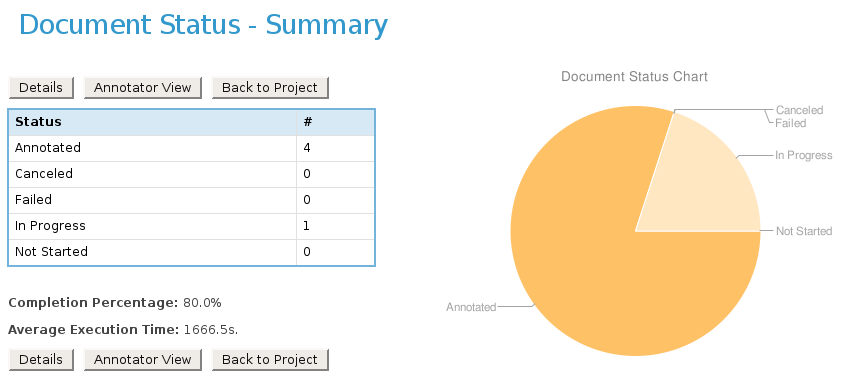 Document Status - Summary
Details Annotator View Back to Project
Status #
Annotated 4
Canceled 0
Failed 0
In Progress 1
Not Started 0
Completion Percentage: 80.0%
Average Execution Time: 1666.5s.
Details Annotator View Back to Project
Document Status Chart
Canceled
Failed
In Progress
Not Started
Annotated